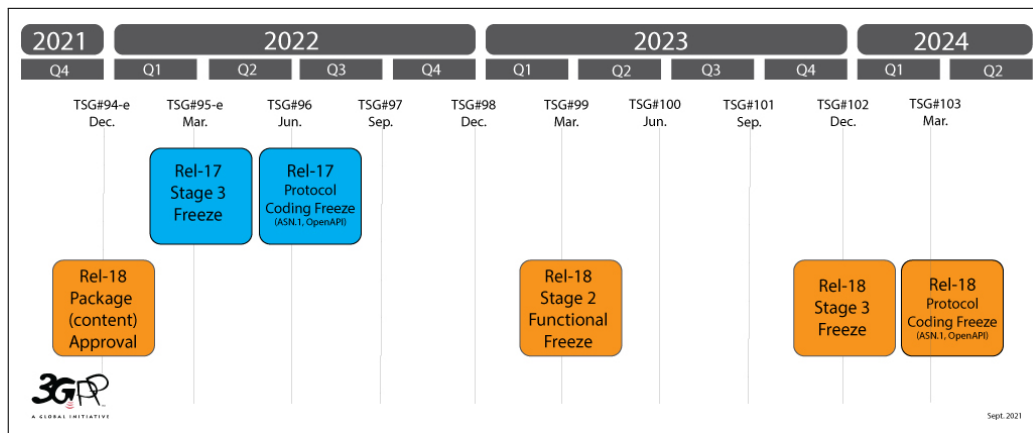 2021 2022 2023 2024
Q4 Q1 Q2 Q3 Q4 Q1 Q2 Q3 Q4 Q1 Q2
TSG#94-e TSG#95-e TSG#96 TSG#97 TSG#98 TSG#99 TSG#100 TSG#101 TSG#102 TSG#103
Dec. Mar. Jun. Sep. Dec. Mar. Jun. Sep. Dec. Mar.
Rel-17
Stage 3
Freeze
Rel-17
Protocol
Coding Freeze
(ASN.1, OpenAPI)
Rel-18
Package
(content)
Approval
Rel-18
Stage 2
Functional
Freeze
Rel-18
Stage 3
Freeze
Rel-18
Protocol
Coding Freeze
(ASN.1, OpenAPI)
3GPP
A GLOBAL INITIATIVE
Sept. 2021